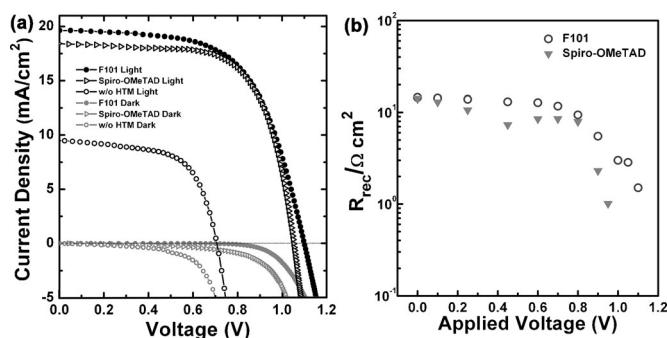 (a)
20
15
10
5
0
-5
0.0 0.2 0.4 0.6 0.8 1.0 1.2
Current Density (mA/cm²)
Voltage (V)
F101 Light
Spiro-OMeTAD Light
w/o HTM Light
F101 Dark
Spiro-OMeTAD Dark
w/o HTM Dark
(b)
10²
10¹
10⁰
10⁻¹
0.0 0.2 0.4 0.6 0.8 1.0 1.2
R_rec/Ω cm²
Applied Voltage (V)
F101
Spiro-OMeTAD